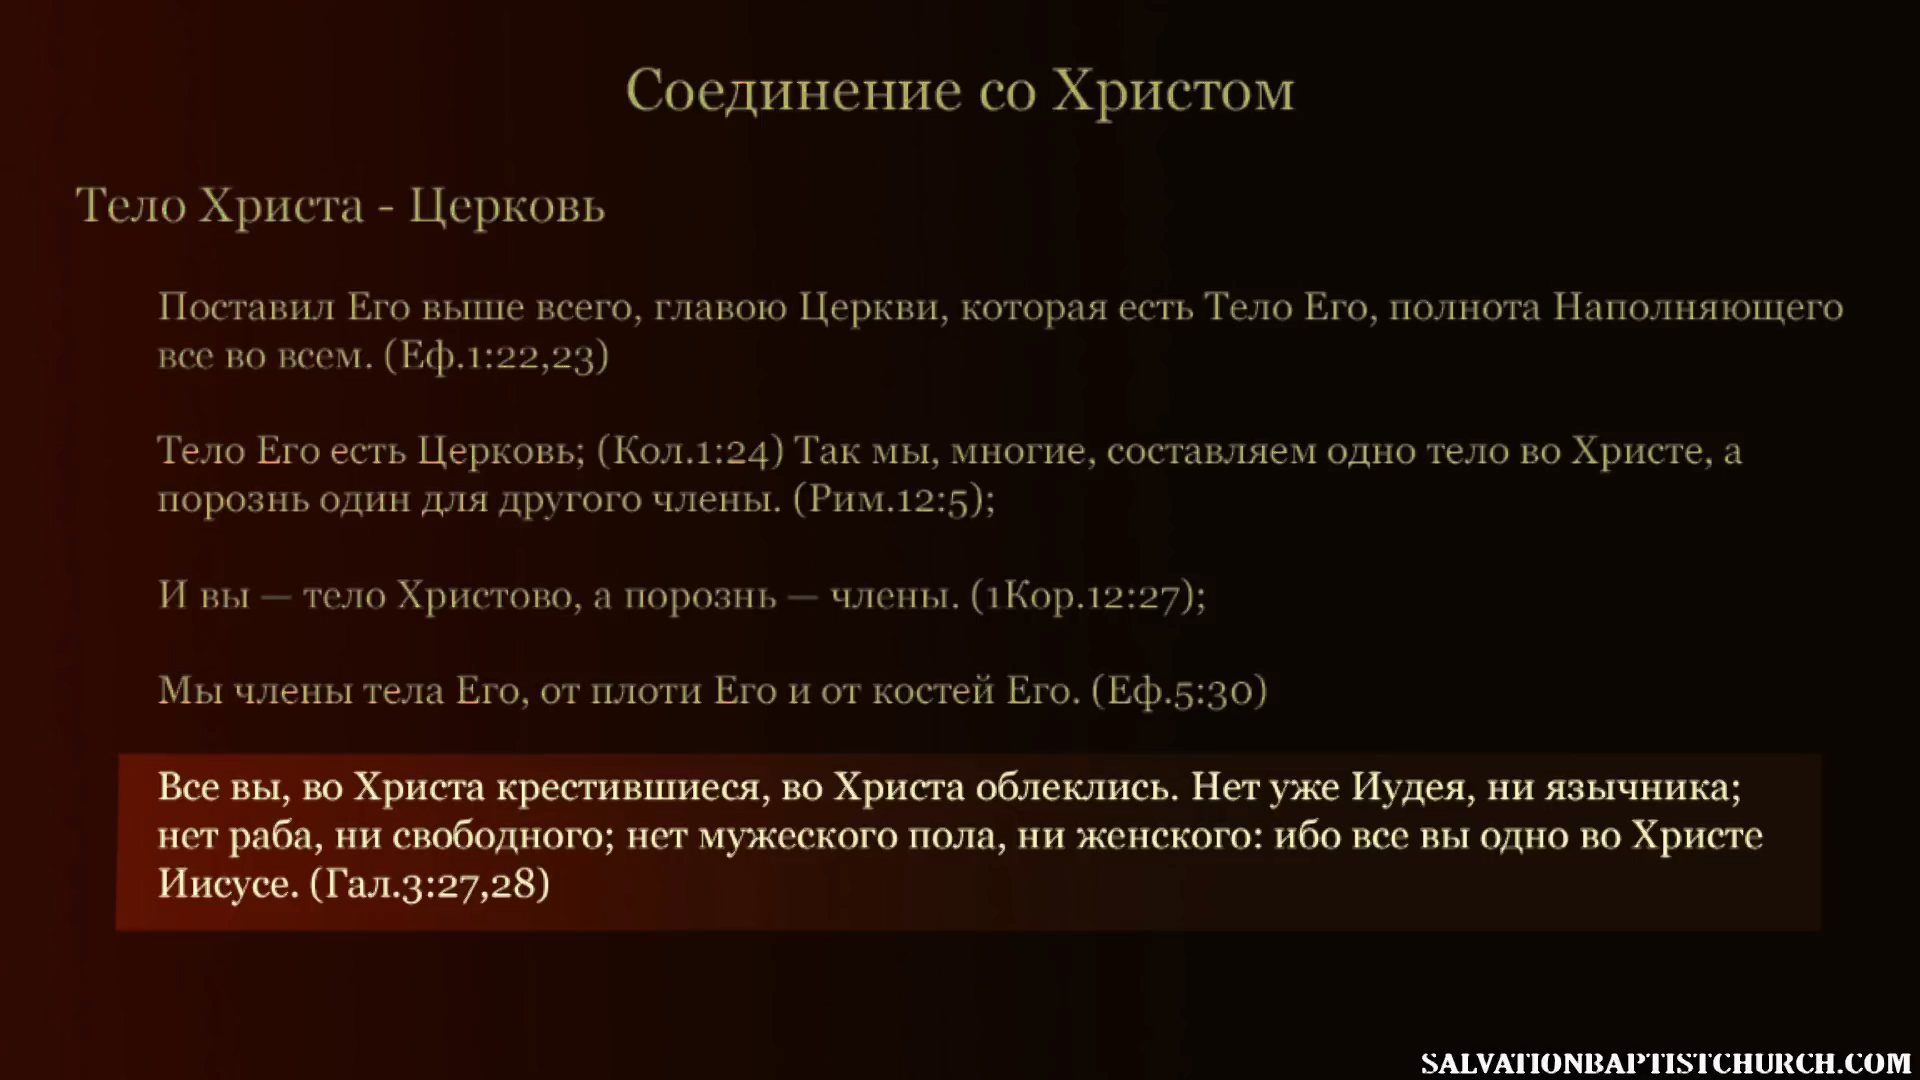 Соединение со Христом
Тело Христа - Церковь
Поставил Его выше всего, главою Церкви, которая есть Тело Его, полнота Наполняющего
все во всем. (Еф.1:22,23)
Тело Его есть Церковь; (Кол.1:24) Так мы, многие, составляем одно тело во Христе, а
порознь один для другого члены. (Рим.12:5);
И вы — тело Христово, а порознь — члены. (1Кор.12:27);
Мы члены тела Его, от плоти Его и от костей Его. (Еф.5:30)
Все вы, во Христа крестившиеся, во Христа облеклись. Нет уже Иудея, ни язычника;
нет раба, ни свободного; нет мужеского пола, ни женского: ибо все вы одно во Христе
Иисусе. (Гал.3:27,28)
SALVATIONBAPTISTCHURCH.COM